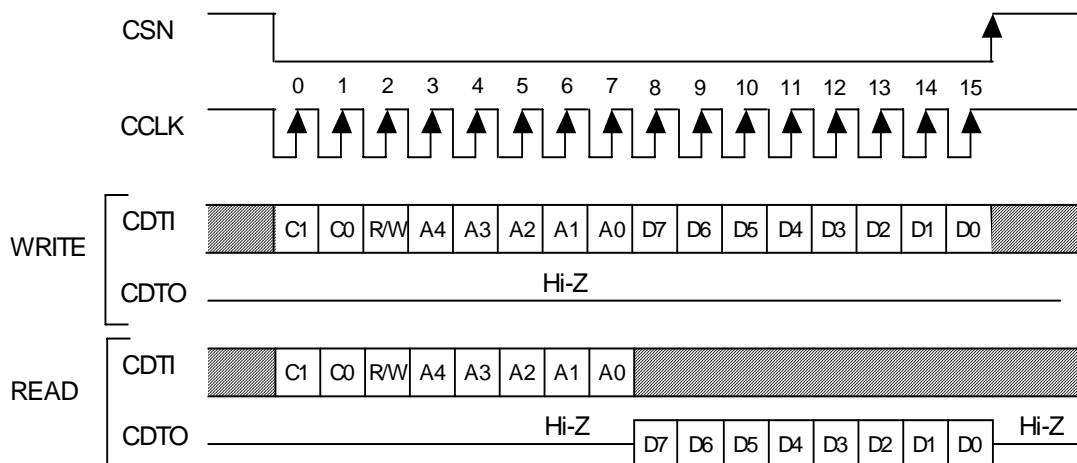 CSN
0 1 2 3 4 5 6 7 8 9 10 11 12 13 14 15
CCLK
WRITE
CDTI
C1 C0 R/W A4 A3 A2 A1 A0 D7 D6 D5 D4 D3 D2 D1 D0
Hi-Z
CDTO
READ
CDTI
C1 C0 R/W A4 A3 A2 A1 A0
CDTO
Hi-Z
D7 D6 D5 D4 D3 D2 D1 D0
Hi-Z